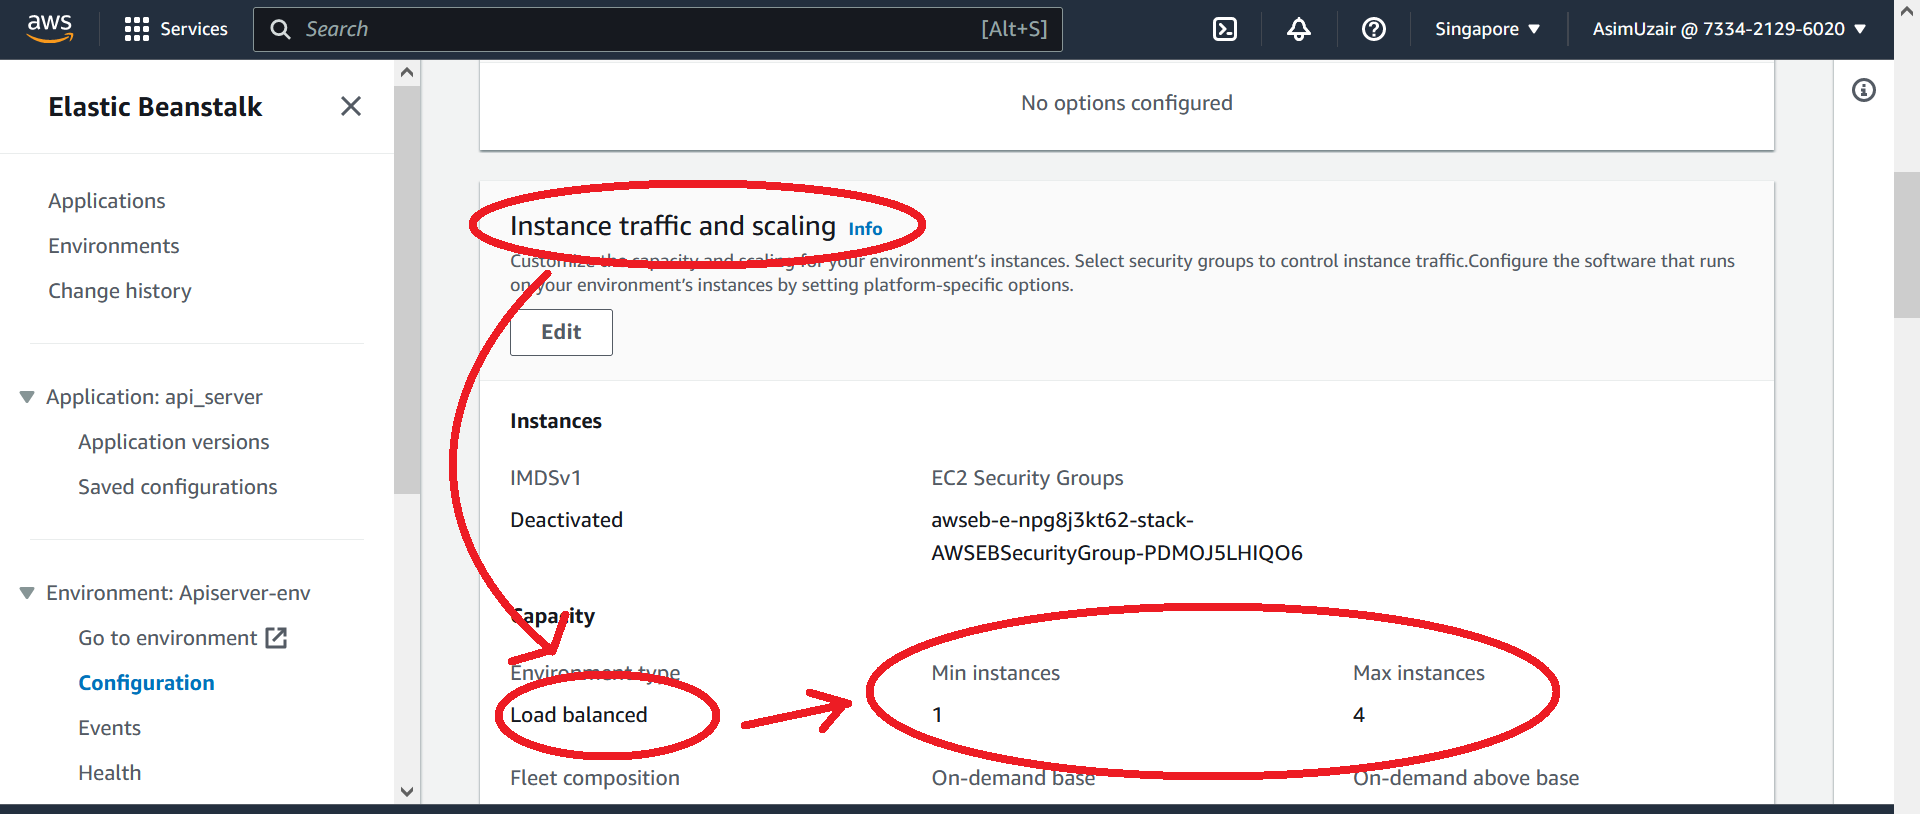 aws
Services
Search
[Alt+S]
Singapore
AsimUzair @ 7334-2129-6020
Elastic Beanstalk
Applications
Environments
Change history
Application: api_server
Application versions
Saved configurations
Environment: Apiserver-env
Go to environment
Configuration
Events
Health
No options configured
Instance traffic and scaling Info
Customize the capacity and scaling for your environment's instances. Select security groups to control instance traffic.Configure the software that runs
on your environment's instances by setting platform-specific options.
Edit
Instances
IMDSv1
Deactivated
EC2 Security Groups
awseb-e-npg8j3kt62-stack-
AWSEBSecurityGroup-PDMOJ5LHIQO6
Capacity
Environment type
Load balanced
Min instances
1
Max instances
4
Fleet composition
On-demand base
On-demand above base